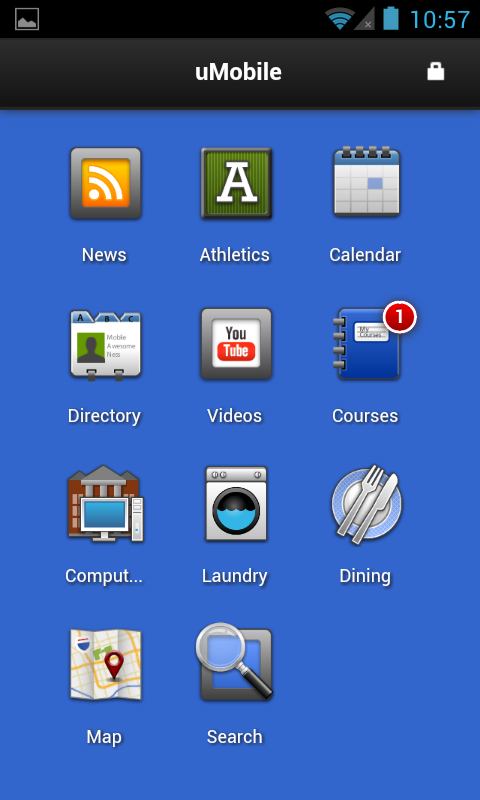 10:57
uMobile
News
A
Athletics
Calendar
A B C
Mobile
Awesome
Ness
Directory
You
Tube
Videos
1
My
Courses
Courses
Comput...
Laundry
Dining
Map
Search